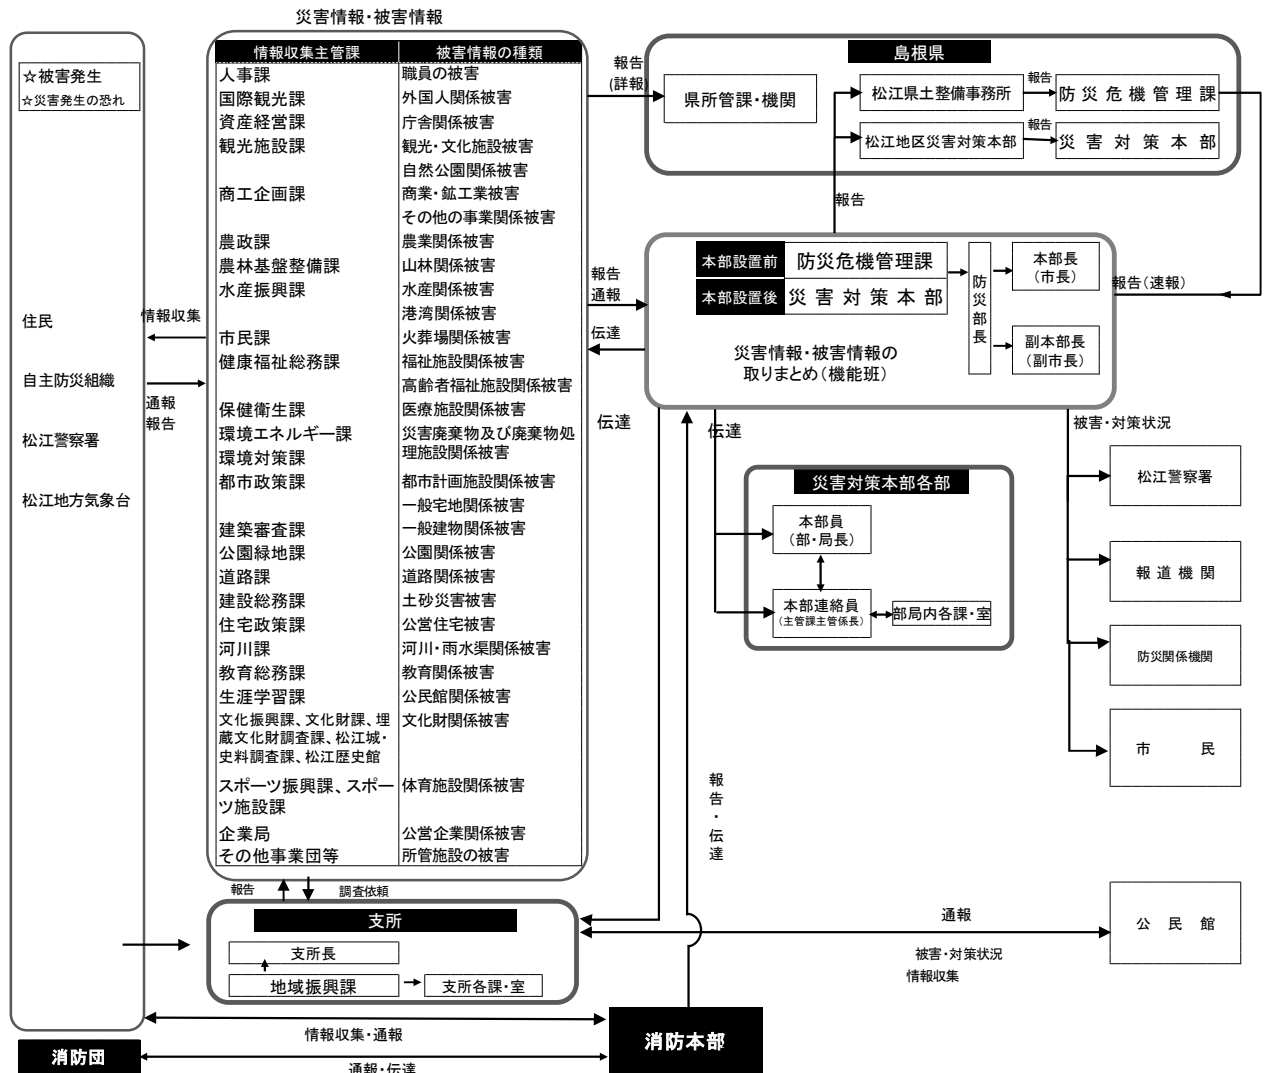 災害情報・被害情報
☆被害発生
☆災害発生の恐れ
住民
自主防災組織
松江警察署
松江地方気象台
情報収集
通報
報告
情報収集主管課 被害情報の種類
人事課 職員の被害
国際観光課 外国人関係被害
資産経営課 庁舎関係被害
観光施設課 観光・文化施設被害
自然公園関係被害
商工企画課 商業・鉱工業被害
その他の事業関係被害
農政課 農業関係被害
農林基盤整備課 山林関係被害
水産振興課 水産関係被害
港湾関係被害
市民課 火葬場関係被害
健康福祉総務課 福祉施設関係被害
高齢者福祉施設関係被害
保健衛生課 医療施設関係被害
環境エネルギー課 災害廃棄物及び廃棄物処
環境対策課 理施設関係被害
都市政策課 都市計画施設関係被害
一般宅地関係被害
建築審査課 一般建物関係被害
公園緑地課 公園関係被害
道路課 道路関係被害
建設総務課 土砂災害被害
住宅政策課 公営住宅被害
河川課 河川・雨水渠関係被害
教育総務課 教育関係被害
生涯学習課 公民館関係被害
文化振興課、文化財課、埋 文化財関係被害
蔵文化財調査課、松江城・
史料調査課、松江歴史館
スポーツ振興課、スポー 体育施設関係被害
ツ施設課
企業局 公営企業関係被害
その他事業団等 所管施設の被害
報告
(詳報)
島根県
県所管課・機関
松江県土整備事務所
報告
防災危機管理課
松江地区災害対策本部
報告
災害対策本部
報告
報告
通報
伝達
本部設置前 防災危機管理課
本部設置後 災害対策本部
災害情報・被害情報の
取りまとめ（機能班）
防災部長
本部長
（市長）
副本部長
（副市長）
報告（速報）
伝達
伝達
被害・対策状況
災害対策本部各部
本部員
（部・局長）
本部連絡員
（主管課主管係長）
部局内各課・室
松江警察署
報道機関
防災関係機関
市民
報告・伝達
報告
調査依頼
支所
支所長
地域振興課
支所各課・室
通報
被害・対策状況
情報収集
公民館
情報収集・通報
消防本部
消防団
通報・伝達